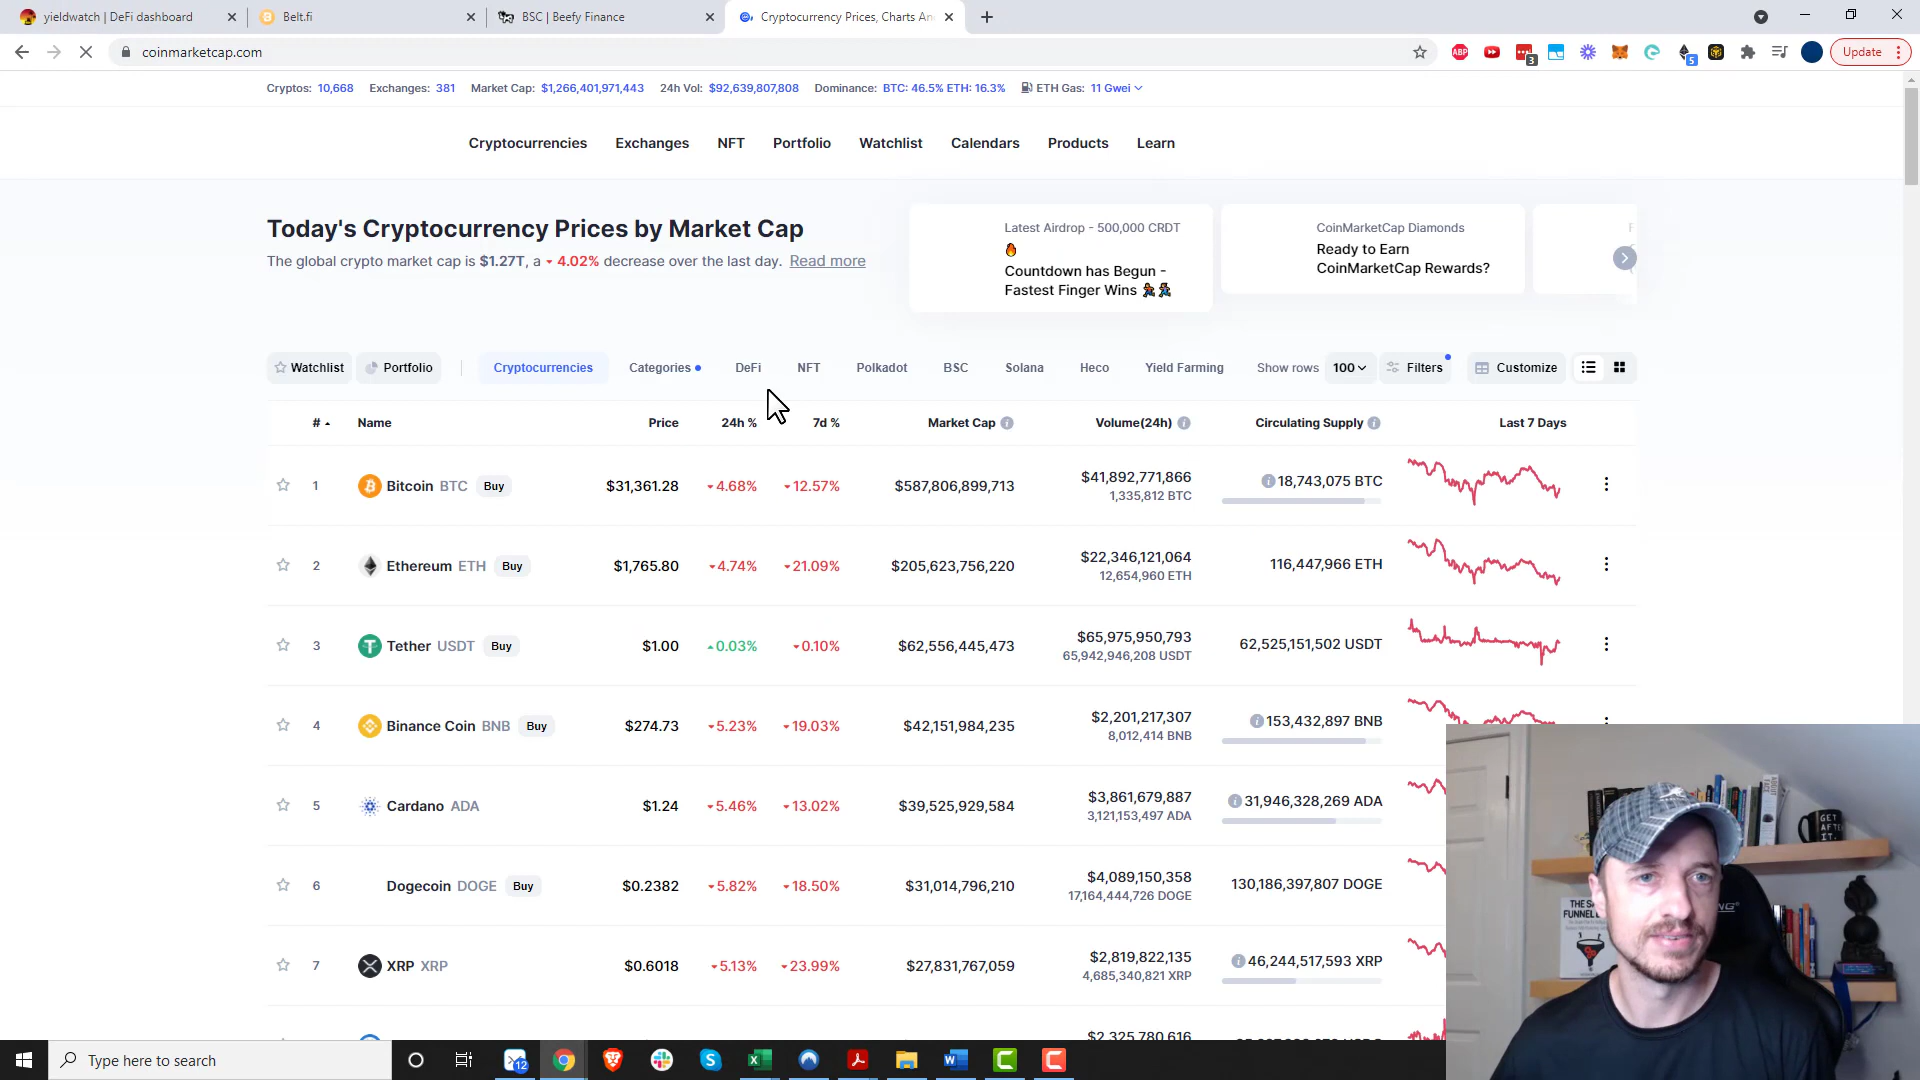 yieldwatch | DeFi dashboard
Belt.fi
BSC | Beefy Finance
Cryptocurrency Prices, Charts An
coinmarketcap.com
ABP
3
5
Update
Cryptos: 10,668 Exchanges: 381 Market Cap: $1,266,401,971,443 24h Vol: $92,639,807,808 Dominance: BTC: 46.5% ETH: 16.3% ETH Gas: 11 Gwei
Cryptocurrencies Exchanges NFT Portfolio Watchlist Calendars Products Learn
Today's Cryptocurrency Prices by Market Cap
The global crypto market cap is $1.27T, a 4.02% decrease over the last day. Read more
Latest Airdrop - 500,000 CRDT
Countdown has Begun -
Fastest Finger Wins
CoinMarketCap Diamonds
Ready to Earn
CoinMarketCap Rewards?
Watchlist Portfolio Cryptocurrencies Categories DeFi NFT Polkadot BSC Solana Heco Yield Farming Show rows 100 Filters Customize
# Name Price 24h % 7d % Market Cap Volume(24h) Circulating Supply Last 7 Days
1 Bitcoin BTC Buy $31,361.28 4.68% 12.57% $587,806,899,713 $41,892,771,866 18,743,075 BTC
1,335,812 BTC
2 Ethereum ETH Buy $1,765.80 4.74% 21.09% $205,623,756,220 $22,346,121,064 116,447,966 ETH
12,654,960 ETH
3 Tether USDT Buy $1.00 0.03% 0.10% $62,556,445,473 $65,975,950,793 62,525,151,502 USDT
65,942,946,208 USDT
4 Binance Coin BNB Buy $274.73 5.23% 19.03% $42,151,984,235 $2,201,217,307 153,432,897 BNB
8,012,414 BNB
5 Cardano ADA $1.24 5.46% 13.02% $39,525,929,584 $3,861,679,887 31,946,328,269 ADA
3,121,153,497 ADA
6 Dogecoin DOGE Buy $0.2382 5.82% 18.50% $31,014,796,210 $4,089,150,358 130,186,397,807 DOGE
17,164,444,726 DOGE
7 XRP XRP $0.6018 5.13% 23.99% $27,831,767,059 $2,819,822,135 46,244,517,593 XRP
4,685,340,821 XRP
$2,325,780,616
GET
AFTER
IT.
Type here to search
12